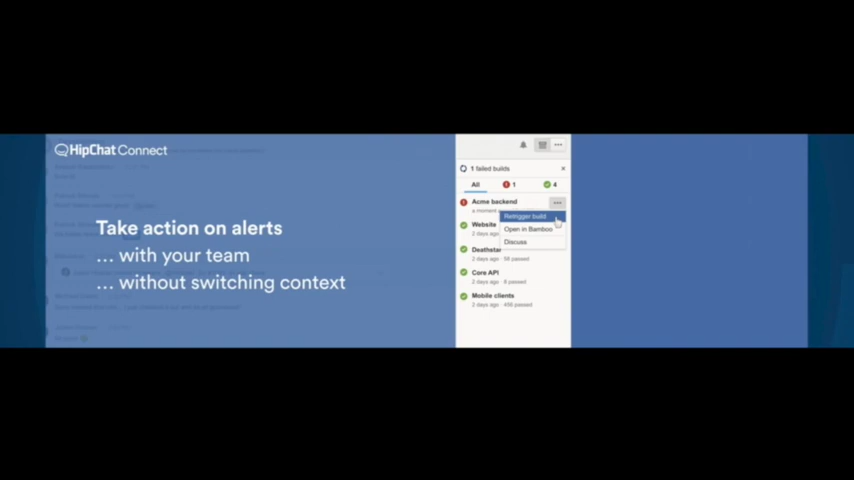 HipChat Connect
Take action on alerts
... with your team
... without switching context
1 failed builds
All
1
4
Acme backend
a moment
Retrigger build
Open in Bamboo
Discuss
Website
2 days
Deathstar
2 days ago · 56 passed
Core API
2 days ago · 8 passed
Mobile clients
2 days ago · 456 passed